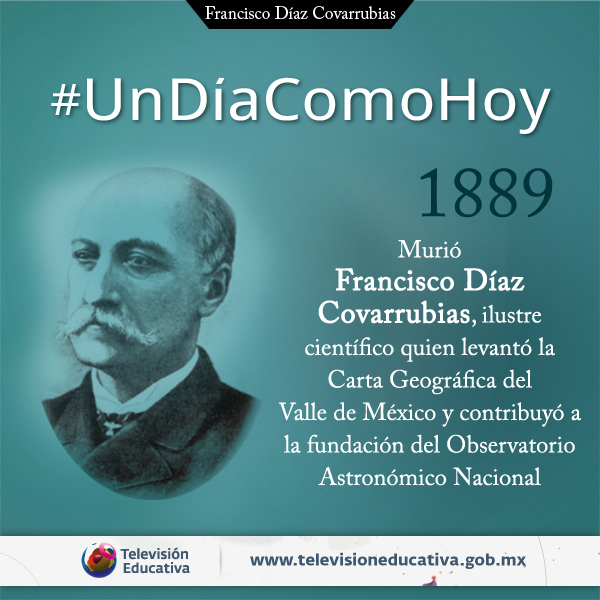 Francisco Díaz Covarrubias
#UnDíaComoHoy
1889
Murió
Francisco Díaz
Covarrubias, ilustre
científico quien levantó la
Carta Geográfica del
Valle de México y contribuyó a
la fundación del Observatorio
Astronómico Nacional
Televisión
Educativa
www.televisioneducativa.gob.mx